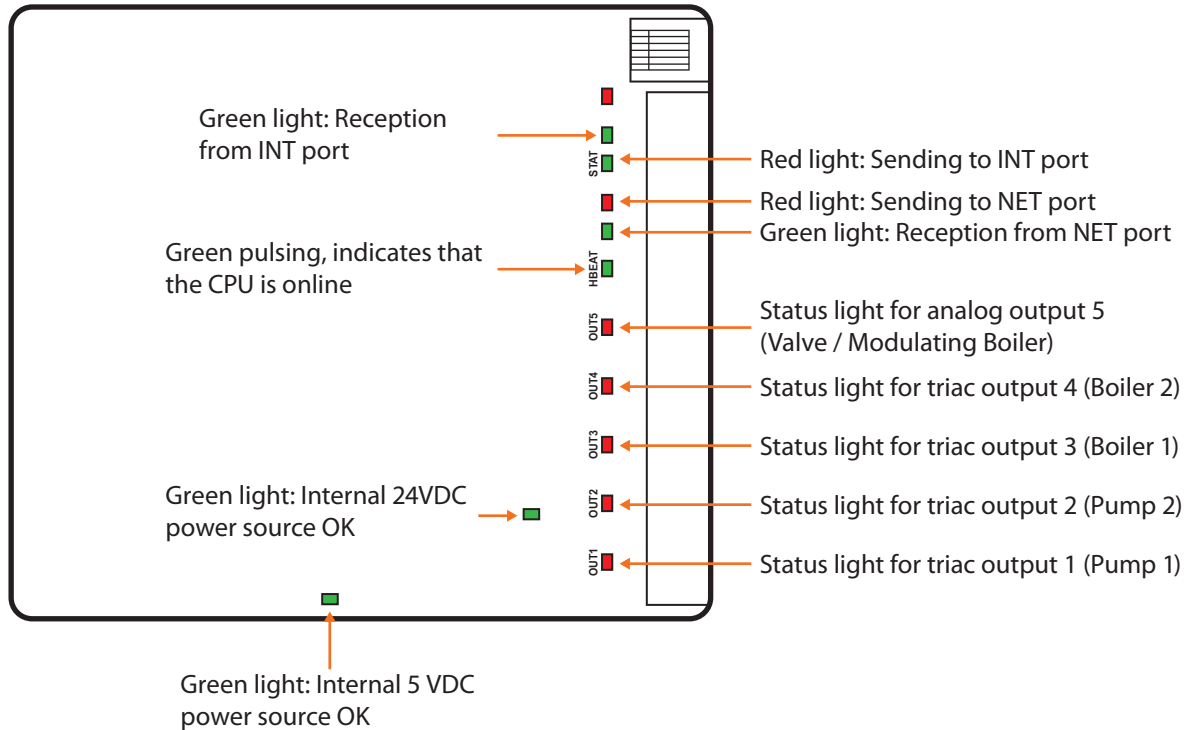 Green light: Reception
from INT port
STAT
Red light: Sending to INT port
Red light: Sending to NET port
Green light: Reception from NET port
Green pulsing, indicates that
the CPU is online
HBEAT
OUT5
Status light for analog output 5
(Valve / Modulating Boiler)
OUT4
Status light for triac output 4 (Boiler 2)
OUT3
Status light for triac output 3 (Boiler 1)
Green light: Internal 24VDC
power source OK
OUT2
Status light for triac output 2 (Pump 2)
OUT1
Status light for triac output 1 (Pump 1)
Green light: Internal 5 VDC
power source OK